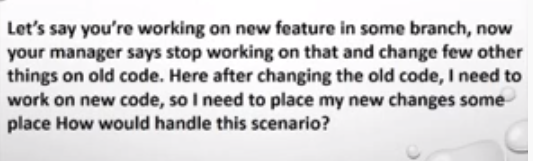 Let's say you're working on new feature in some branch, now
your manager says stop working on that and change few other
things on old code. Here after changing the old code, I need to
work on new code, so I need to place my new changes some
place How would handle this scenario?